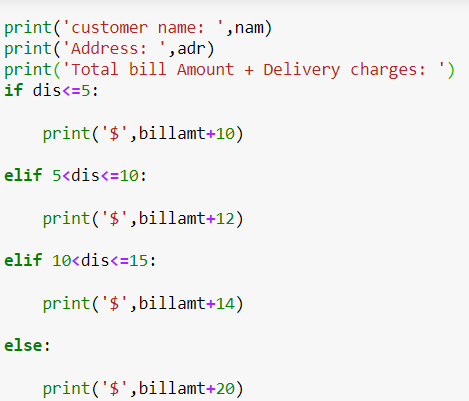 print('customer name: ',nam)
print('Address: ',adr)
print('Total bill Amount + Delivery charges: ')
if dis<=5:
    print('$',billamt+10)
elif 5<dis<=10:
    print('$',billamt+12)
elif 10<dis<=15:
    print('$',billamt+14)
else:
    print('$',billamt+20)